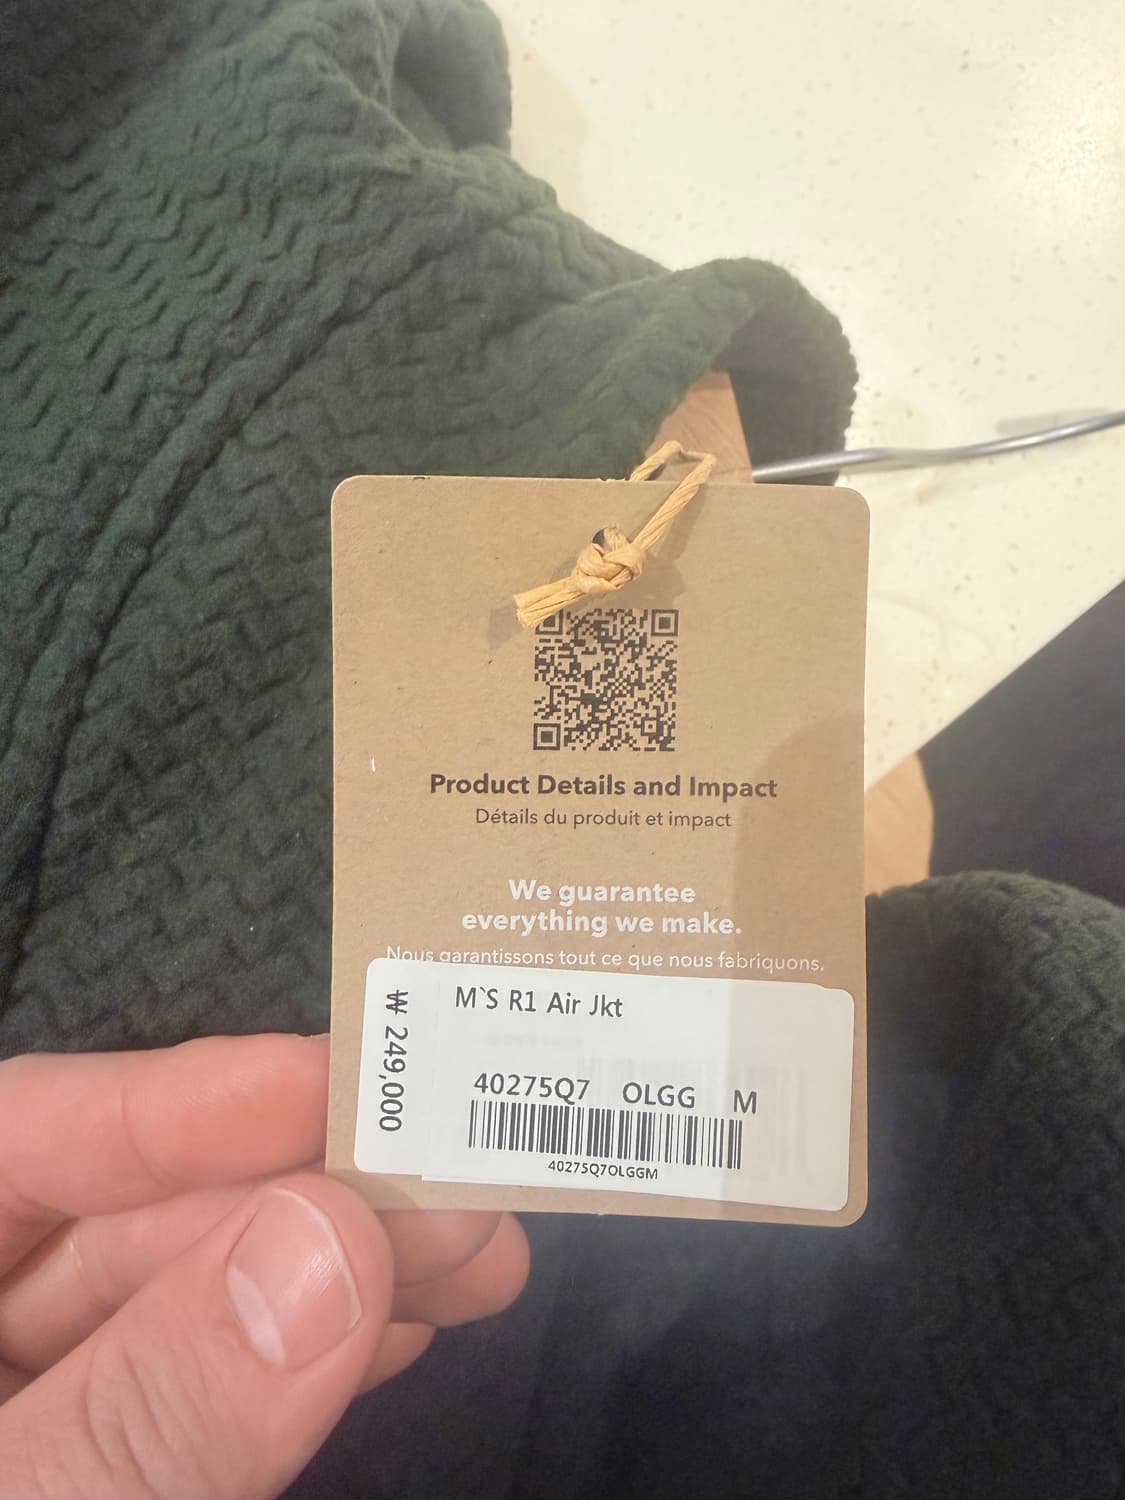 Product Details and Impact
Détails du produit et impact
We guarantee
everything we make.
Nous garantissons tout ce que nous fabriquons.
₩ 249,000
M`S R1 Air Jkt
40275Q7 OLGG M
40275Q7OLGGM